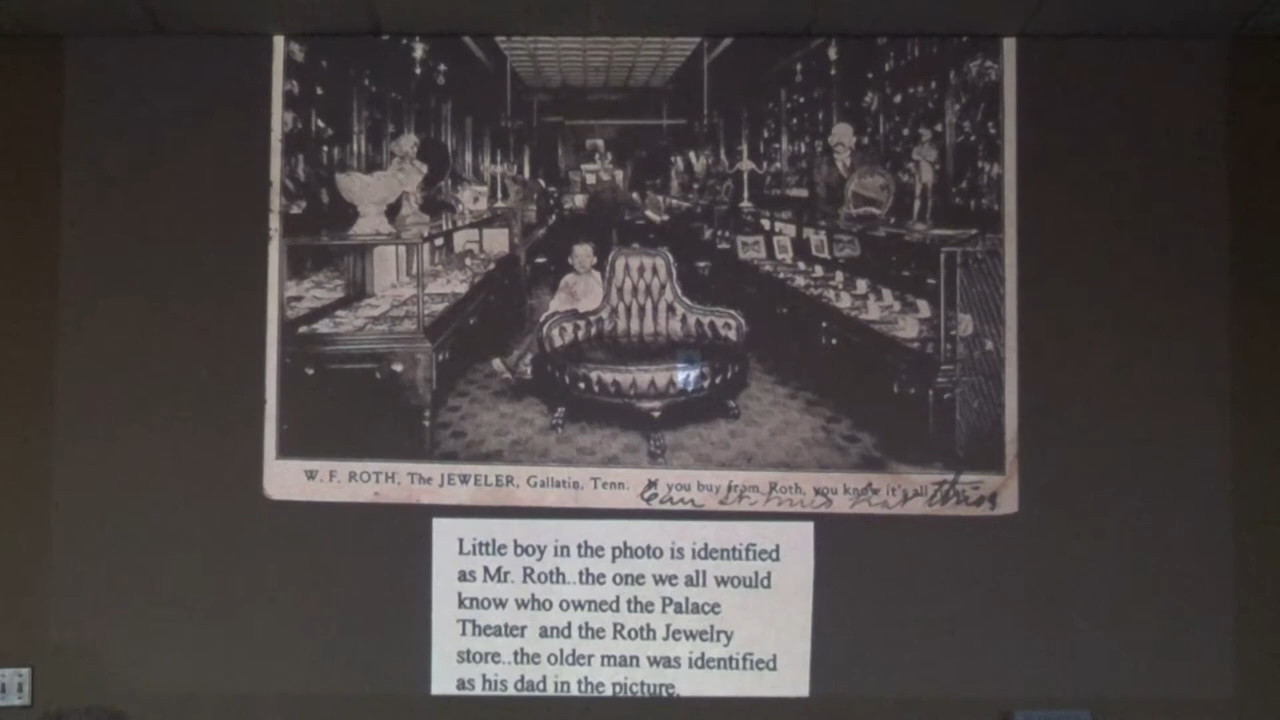 W. F. ROTH, The JEWELER, Gallatin, Tenn. If you buy from Roth, you know it's all
Little boy in the photo is identified
as Mr. Roth..the one we all would
know who owned the Palace
Theater and the Roth Jewelry
store..the older man was identified
as his dad in the picture.